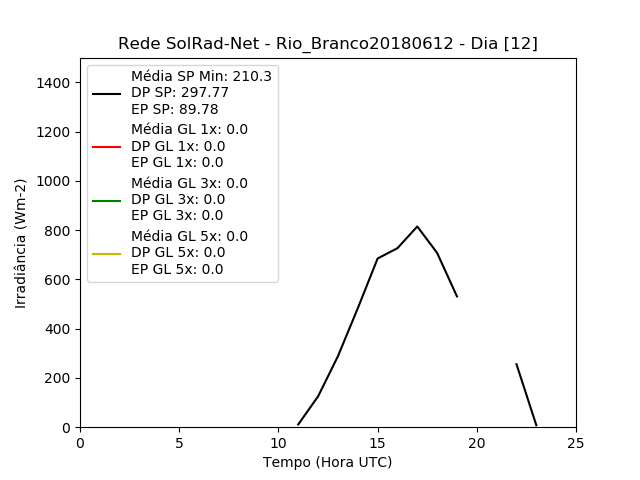 Rede SolRad-Net - Rio_Branco20180612 - Dia [12]
Média SP Min: 210.3
DP SP: 297.77
EP SP: 89.78
Média GL 1x: 0.0
DP GL 1x: 0.0
EP GL 1x: 0.0
Média GL 3x: 0.0
DP GL 3x: 0.0
EP GL 3x: 0.0
Média GL 5x: 0.0
DP GL 5x: 0.0
EP GL 5x: 0.0
Irradiância (Wm-2)
1400
1200
1000
800
600
400
200
0
0 5 10 15 20 25
Tempo (Hora UTC)